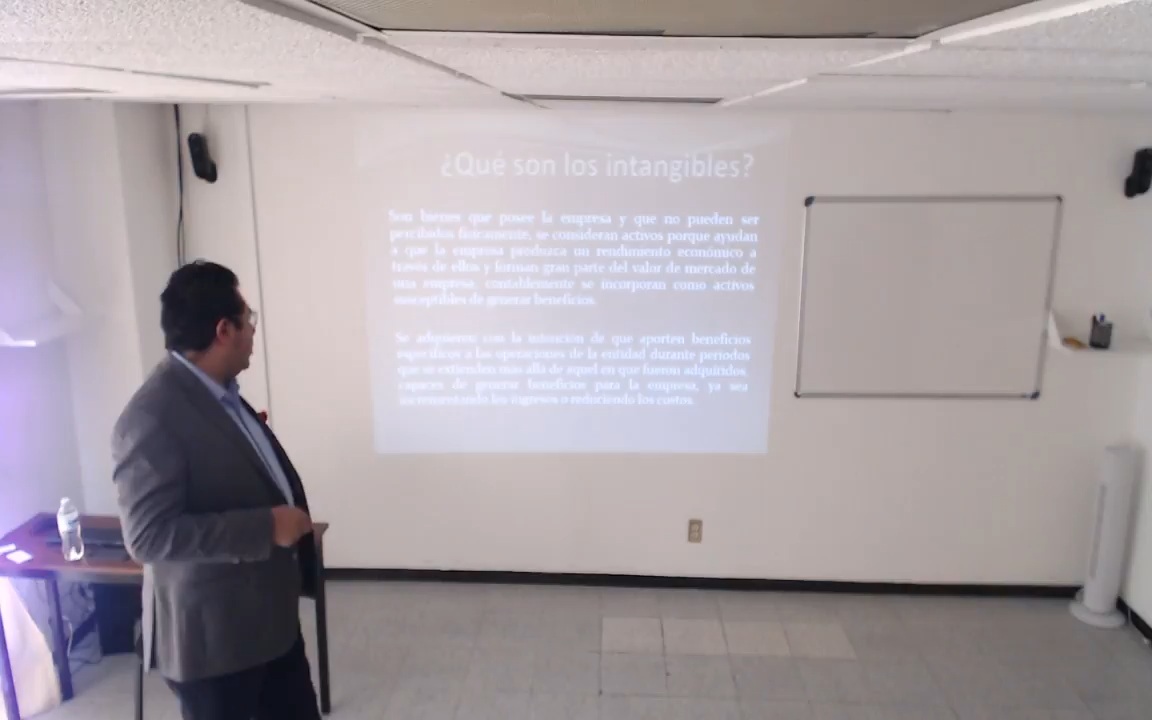 ¿Qué son los intangibles?
Son bienes que posee la empresa y que no pueden ser
percibidos físicamente, se consideran activos porque ayudan
a que la empresa produzca un rendimiento económico a
través de ellos y forman gran parte del valor de mercado de
una empresa, contablemente se incorporan como activos
susceptibles de generar beneficios.
Se adquieren con la intención de que aporten beneficios
específicos a las operaciones de la entidad durante periodos
que se extienden más allá de aquel en que fueron adquiridos,
capaces de generar beneficios para la empresa, ya sea
incrementando los ingresos o reduciendo los costos.